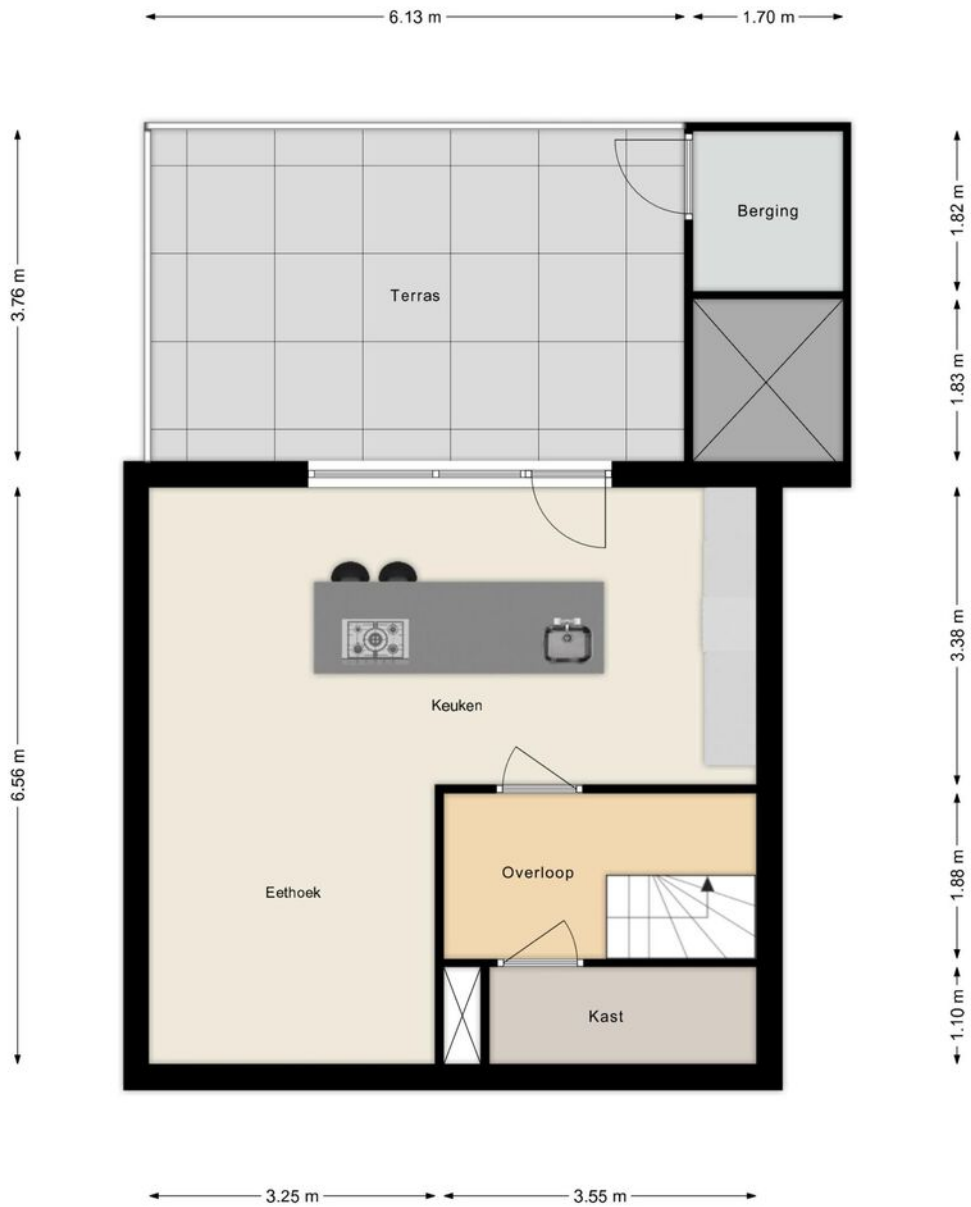 6.13 m
1.70 m
3.76 m
1.82 m
Berging
Terras
1.83 m
3.38 m
Keuken
6.56 m
Overloop
1.88 m
Eethoek
Kast
1.10 m
3.25 m
3.55 m